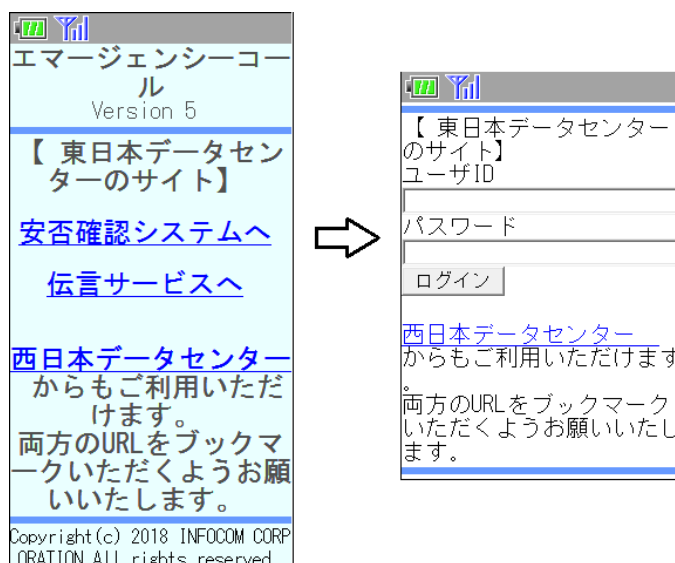 エマージェンシーコー
ル
Version 5
【 東日本データセン
ターのサイト】
安否確認システムへ
伝言サービスへ
西日本データセンター
からもご利用いただ
けます。
両方のURLをブックマ
ークいただくようお願
いいたします。
Copyright(c) 2018 INFOCOM CORP
ORATION ALL rights reserved
【 東日本データセンター
のサイト】
ユーザID
パスワード
ログイン
西日本データセンター
からもご利用いただけます
。
両方のURLをブックマーク
いただくようお願いいたし
ます。